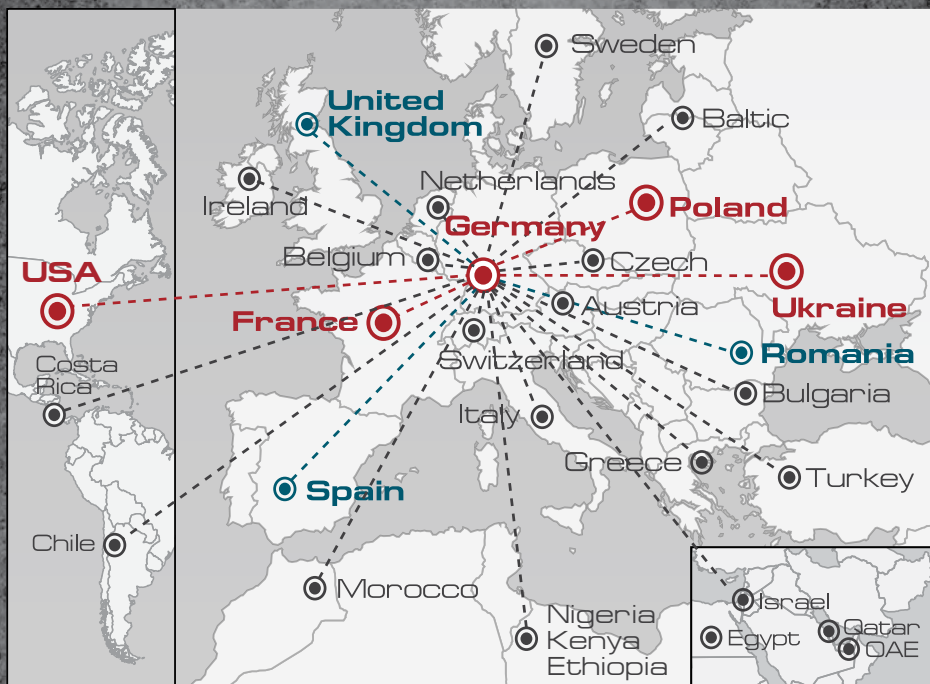 Sweden
United
Kingdom
Baltic
Netherlands
Ireland
Poland
Germany
Belgium
Czech
USA
Austria
Ukraine
France
Switzerland
Romania
Costa
Rica
Bulgaria
Italy
Greece
Turkey
Spain
Chile
Morocco
Nigeria
Kenya
Ethiopia
Israel
Egypt
Qatar
OAE